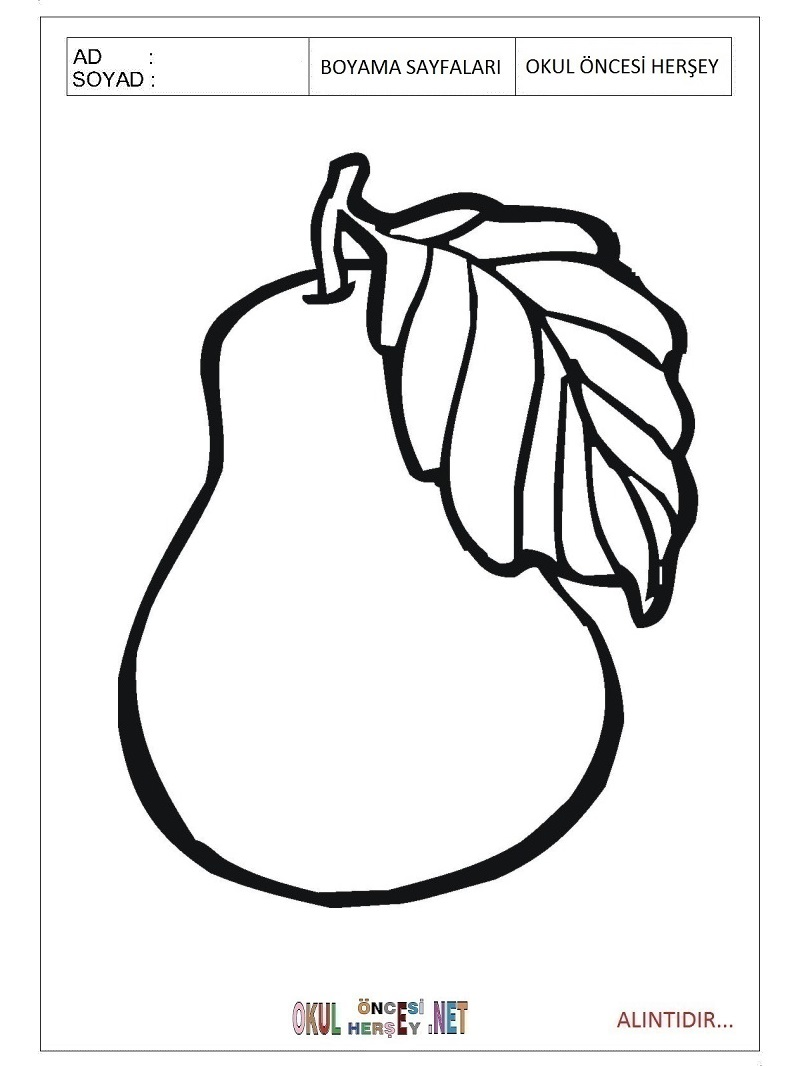 AD :
SOYAD :
BOYAMA SAYFALARI
OKUL ÖNCESİ HERŞEY
OKUL ÖNCESİ HERŞEY .NET
ALINTIDIR...